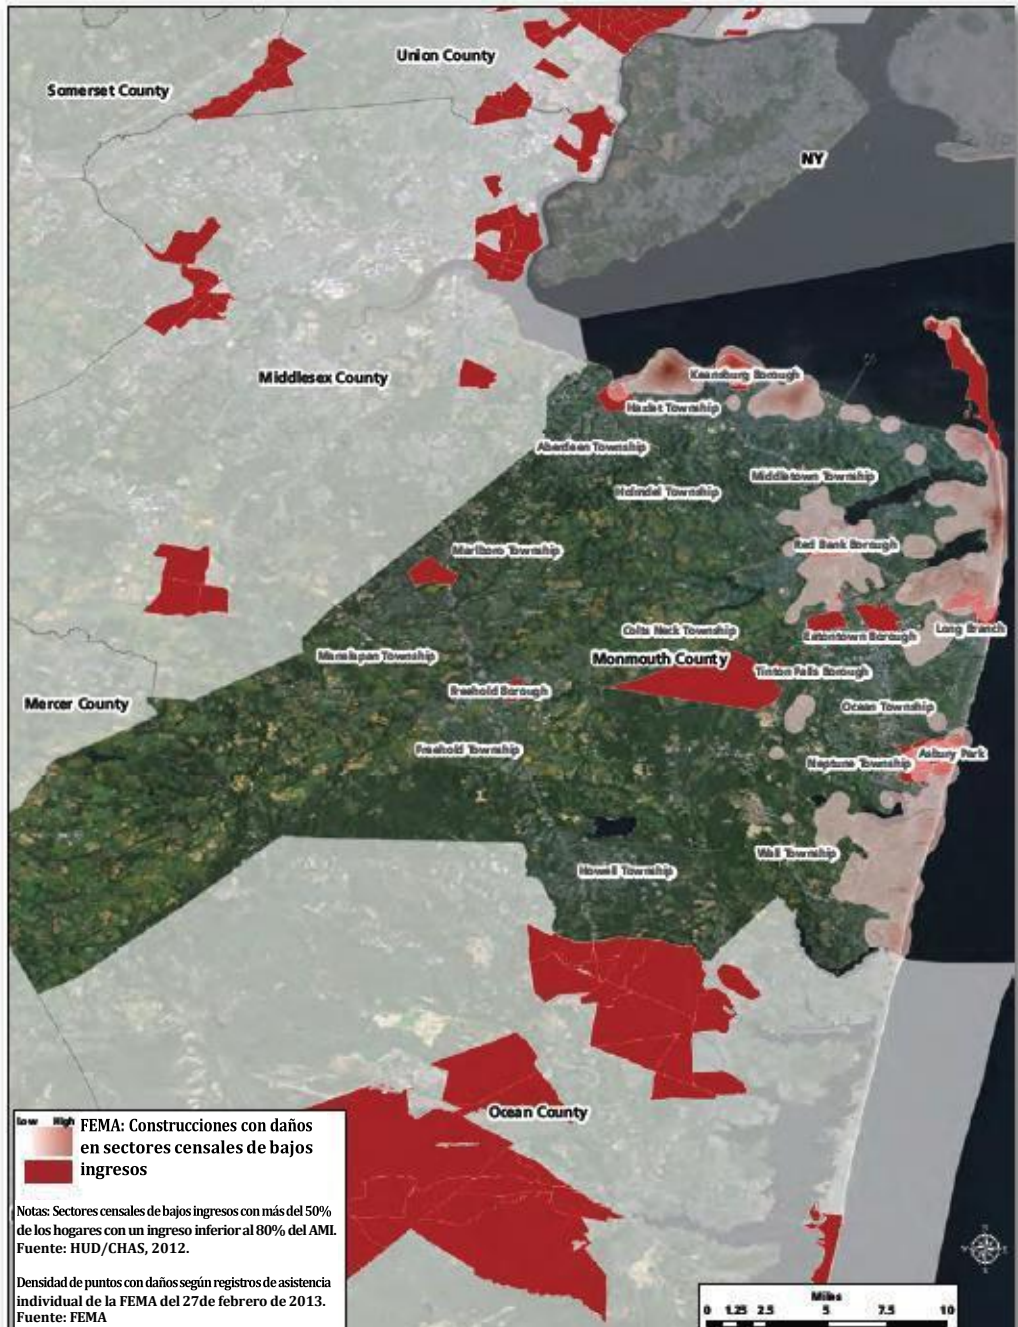 Union County
Somerset County
NY
Middlesex County
Keansburg Borough
Hazlet Township
Aberdeen Township
Middletown Township
Holmdel Township
Red Bank Borough
Marlboro Township
Long Branch
Colts Neck Township
Eatontown Borough
Manalapan Township
Monmouth County
Tinton Falls Borough
Freehold Borough
Mercer County
Ocean Township
Freehold Township
Asbury Park
Neptune Township
Wall Township
Howell Township
Ocean County
Low High
FEMA: Construcciones con daños
en sectores censales de bajos
ingresos
Notas: Sectores censales de bajos ingresos con más del 50%
de los hogares con un ingreso inferior al 80% del AMI.
Fuente: HUD/CHAS, 2012.
Densidad de puntos con daños según registros de asistencia
individual de la FEMA del 27de febrero de 2013.
Fuente: FEMA
Miles
0 1.25 2.5 5 7.5 10